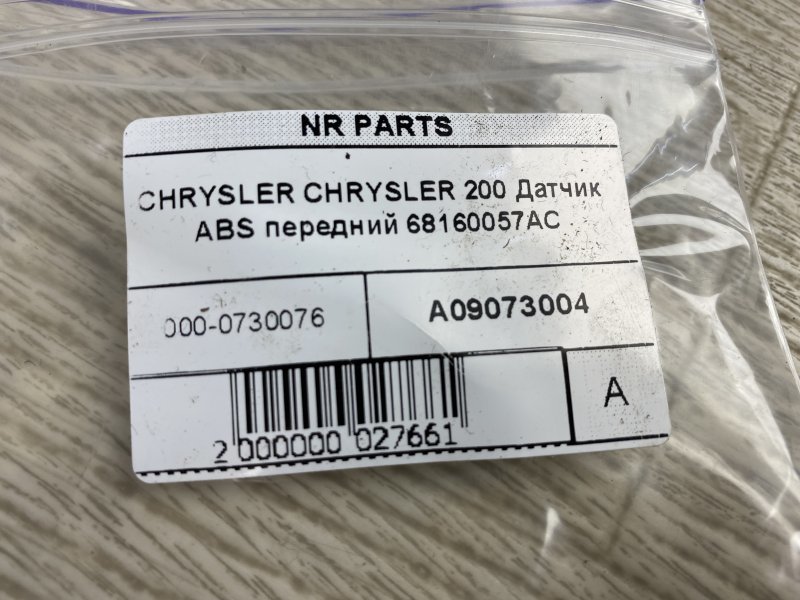 NR PARTS
CHRYSLER CHRYSLER 200 Датчик
ABS передний 68160057AC
000-0730076
A09073004
2 000000 027661
A